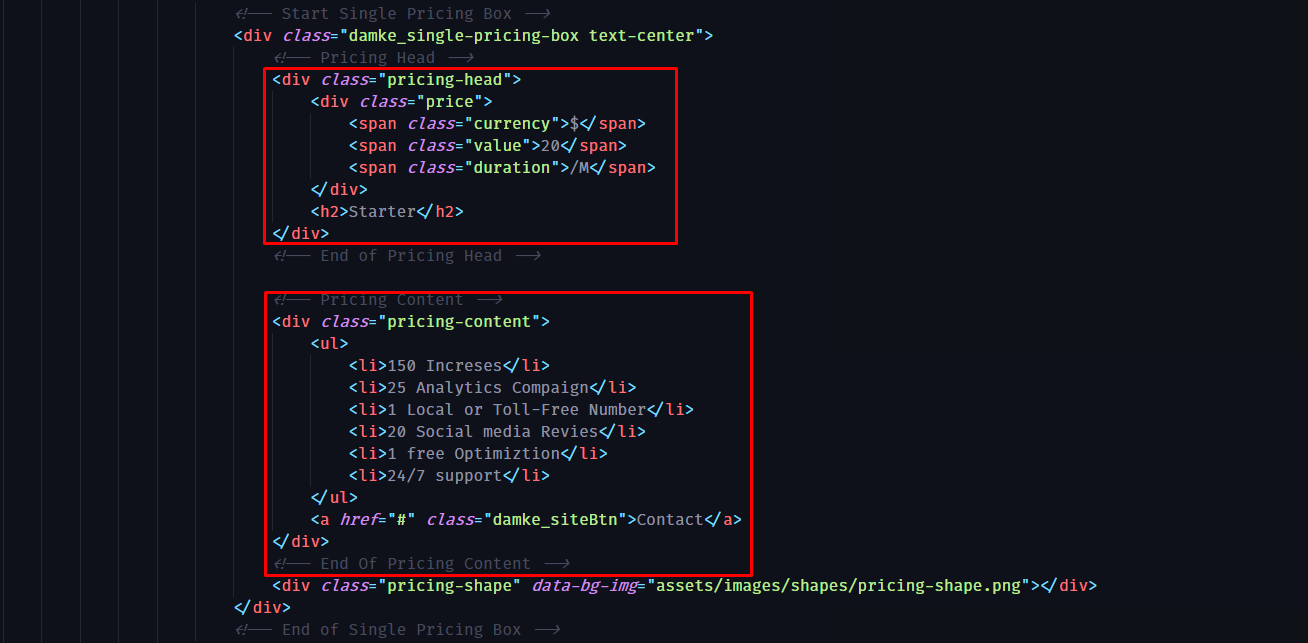 <!-- Start Single Pricing Box -->
<div class="damke_single-pricing-box text-center">
<!-- Pricing Head -->
<div class="pricing-head">
<div class="price">
<span class="currency">$</span>
<span class="value">20</span>
<span class="duration">/M</span>
</div>
<h2>Starter</h2>
</div>
<!-- End of Pricing Head -->
<!-- Pricing Content -->
<div class="pricing-content">
<ul>
<li>150 Increses</li>
<li>25 Analytics Compaign</li>
<li>1 Local or Toll-Free Number</li>
<li>20 Social media Revies</li>
<li>1 free Optimiztion</li>
<li>24/7 support</li>
</ul>
<a href="#" class="damke_siteBtn">Contact</a>
</div>
<!-- End Of Pricing Content -->
<div class="pricing-shape" data-bg-img="assets/images/shapes/pricing-shape.png"></div>
</div>
<!-- End of Single Pricing Box -->